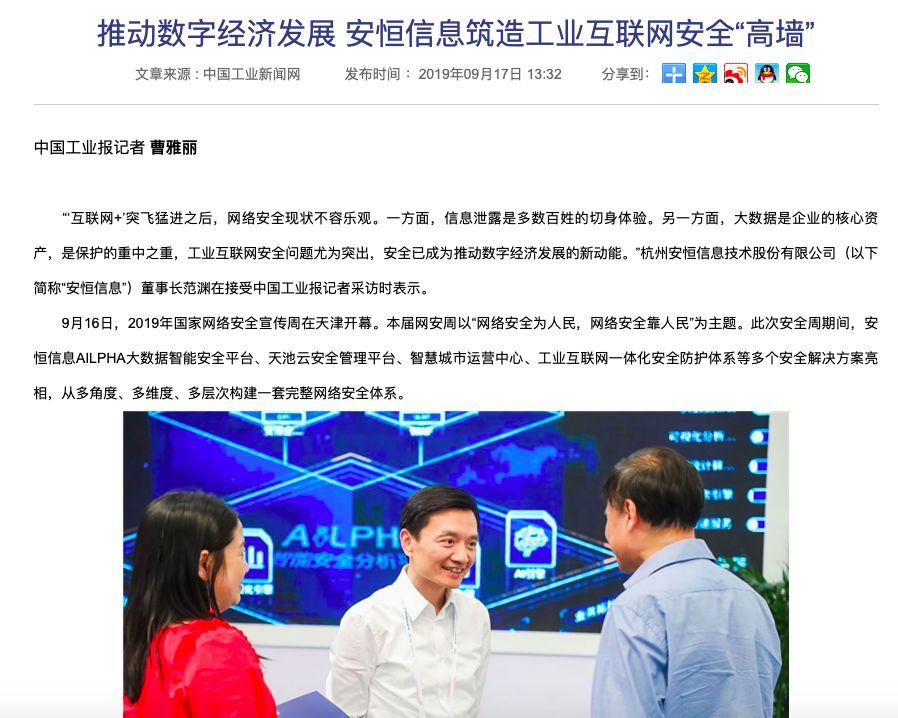 推动数字经济发展 安恒信息筑造工业互联网安全“高墙”
文章来源 : 中国工业新闻网 发布时间 : 2019年09月17日 13:32 分享到:
中国工业报记者 曹雅丽
“‘互联网+’突飞猛进之后，网络安全现状不容乐观。一方面，信息泄露是多数百姓的切身体验。另一方面，大数据是企业的核心资
产，是保护的重中之重，工业互联网安全问题尤为突出，安全已成为推动数字经济发展的新动能。”杭州安恒信息技术股份有限公司（以下
简称“安恒信息”）董事长范渊在接受中国工业报记者采访时表示。
9月16日，2019年国家网络安全宣传周在天津开幕。本届网安周以“网络安全为人民，网络安全靠人民”为主题。此次安全周期间，安
恒信息AILPHA大数据智能安全平台、天池云安全管理平台、智慧城市运营中心、工业互联网一体化安全防护体系等多个安全解决方案亮
相，从多角度、多维度、多层次构建一套完整网络安全体系。
可视化分析...
AILPHA
智能安全分析
AI引擎